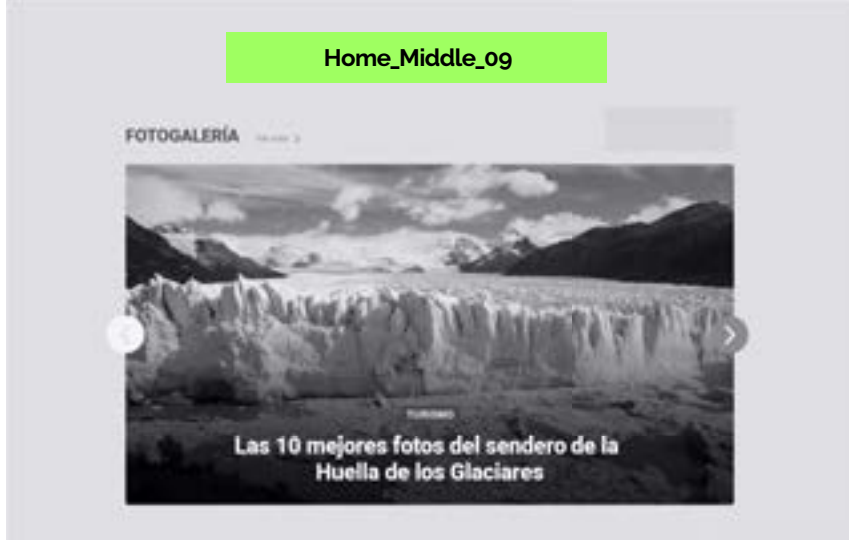 Home_Middle_09
FOTOGALERÍA
TURISMO
Las 10 mejores fotos del sendero de la
Huella de los Glaciares